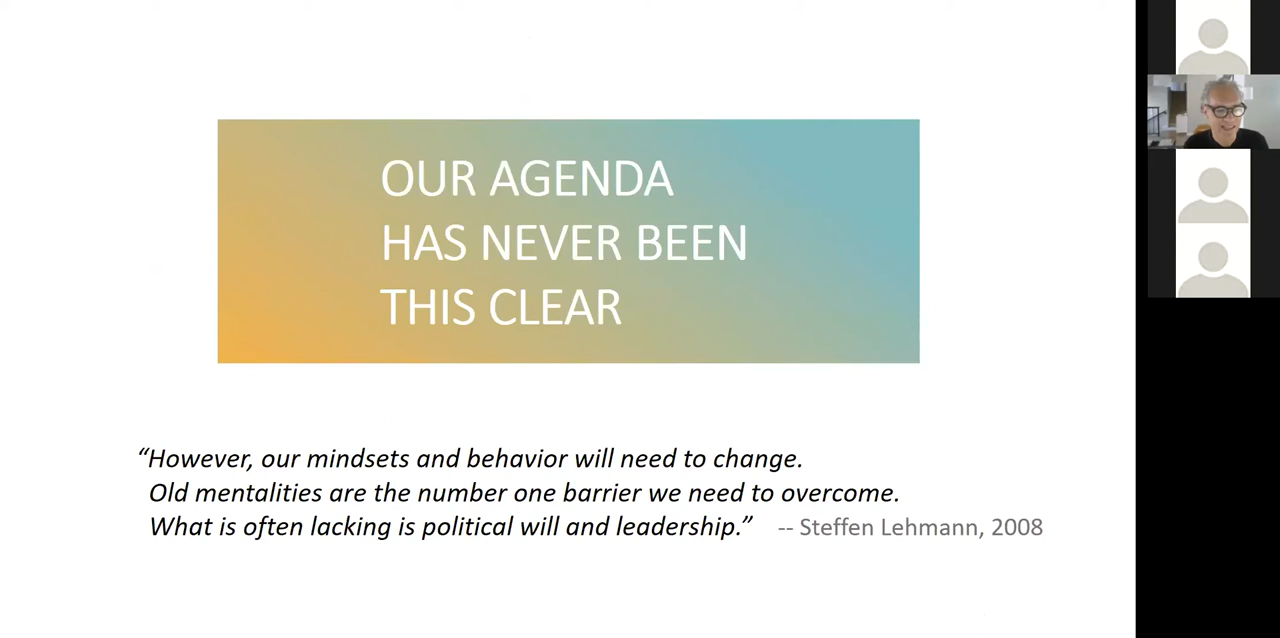 OUR AGENDA
HAS NEVER BEEN
THIS CLEAR
“However, our mindsets and behavior will need to change.
Old mentalities are the number one barrier we need to overcome.
What is often lacking is political will and leadership.” -- Steffen Lehmann, 2008